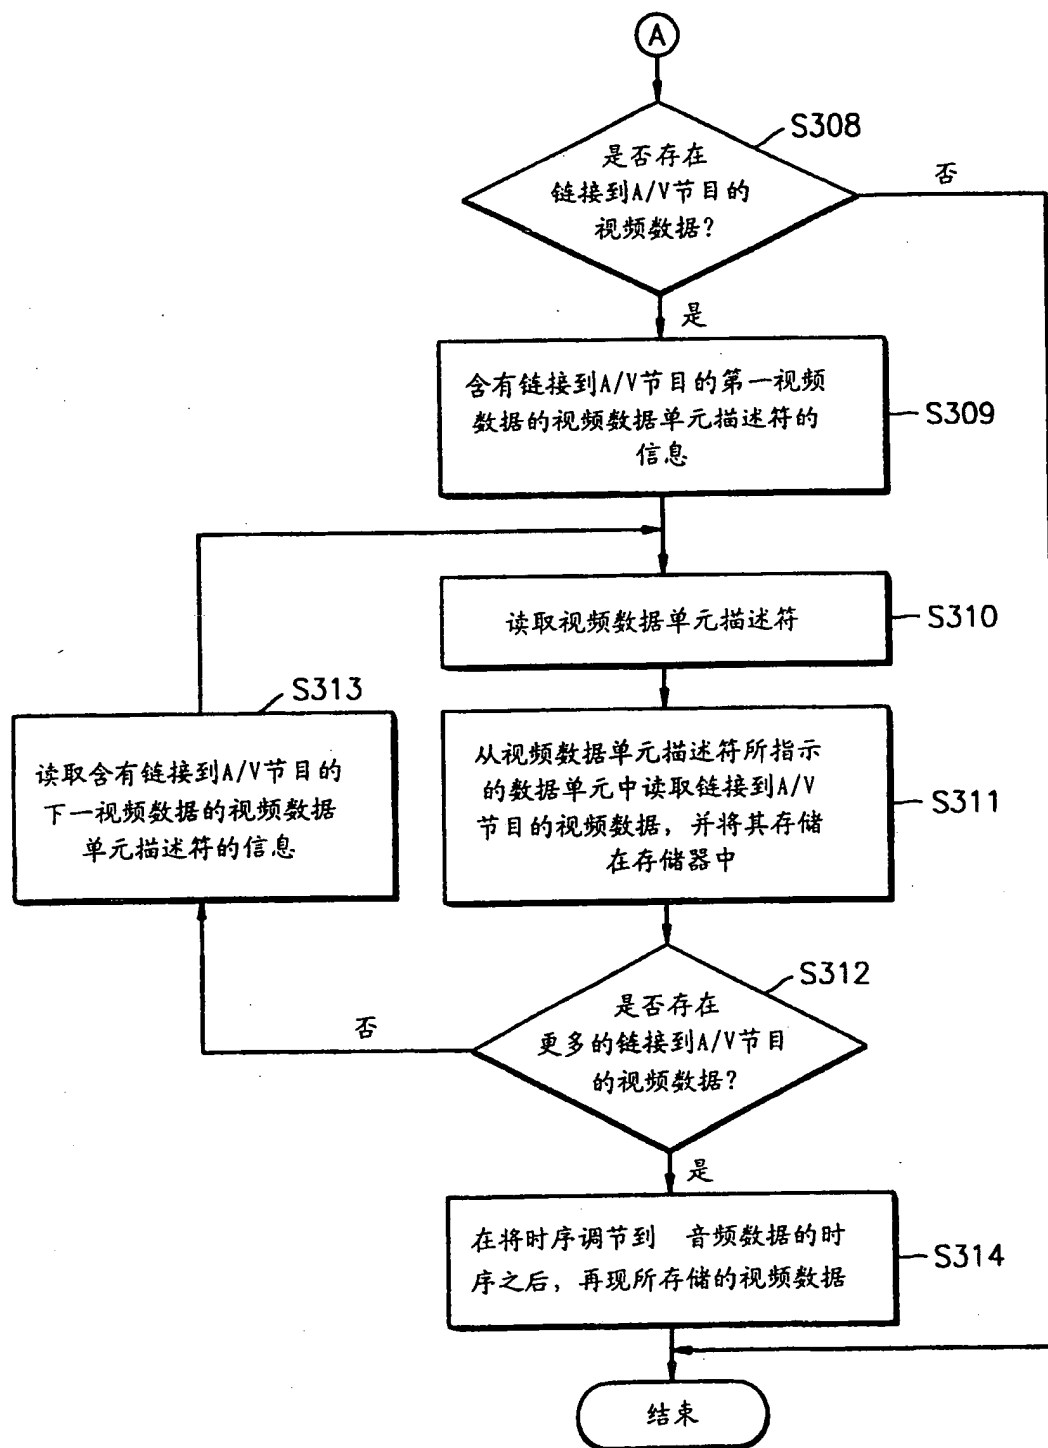 A
S308
是否存在
链接到A/V节目的
视频数据?
否
是
含有链接到A/V节目的第一视频
数据的视频数据单元描述符的
信息
S309
读取视频数据单元描述符
S310
S313
读取含有链接到A/V节目的
下一视频数据的视频数据
单元描述符的信息
从视频数据单元描述符所指示
的数据单元中读取链接到A/V
节目的视频数据，并将其存储
在存储器中
S311
S312
是否存在
更多的链接到A/V节目
的视频数据?
否
是
在将时序调节到 音频数据的时
序之后，再现所存储的视频数据
S314
结束